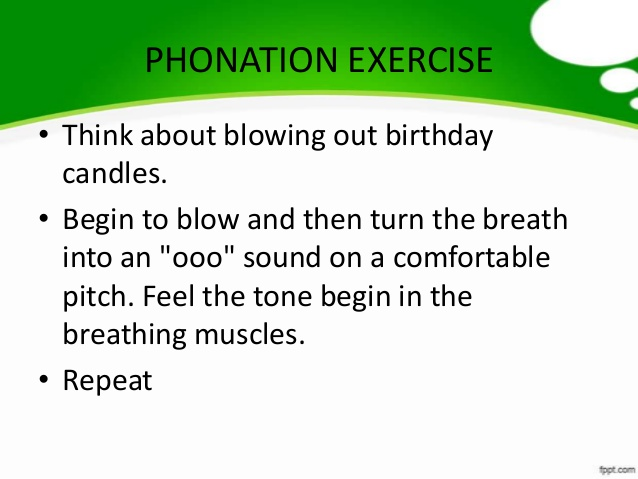 PHONATION EXERCISE
• Think about blowing out birthday
candles.
• Begin to blow and then turn the breath
into an "ooo" sound on a comfortable
pitch. Feel the tone begin in the
breathing muscles.
• Repeat
fppt.com